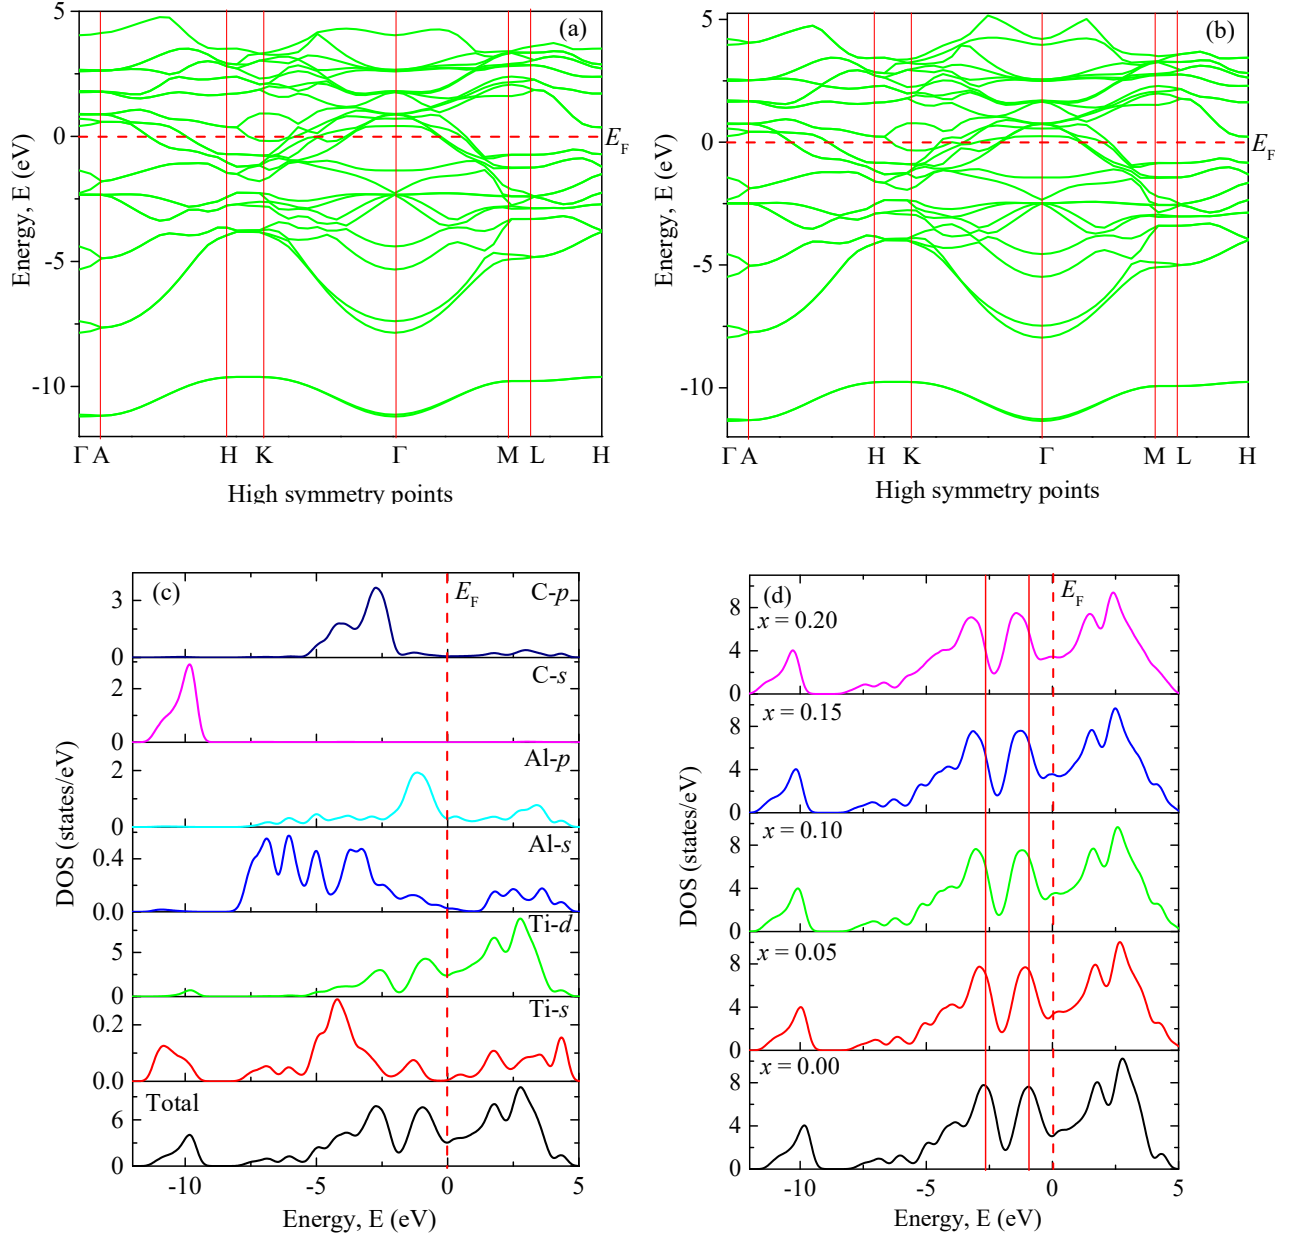 (a)
5
0
-5
-10
Energy, E (eV)
E_F
Γ A H K Γ M L H
High symmetry points
(b)
5
0
-5
-10
Energy, E (eV)
E_F
Γ A H K Γ M L H
High symmetry points
(c)
E_F
C-p
3
0
C-s
2
0
Al-p
2
0
Al-s
0.4
0.0
Ti-d
5
0
Ti-s
0.2
0.0
Total
6
0
DOS (states/eV)
-10 -5 0 5
Energy, E (eV)
(d)
E_F
x = 0.20
8
4
0
x = 0.15
8
4
0
x = 0.10
8
4
0
x = 0.05
8
4
0
x = 0.00
8
4
0
DOS (states/eV)
-10 -5 0 5
Energy, E (eV)